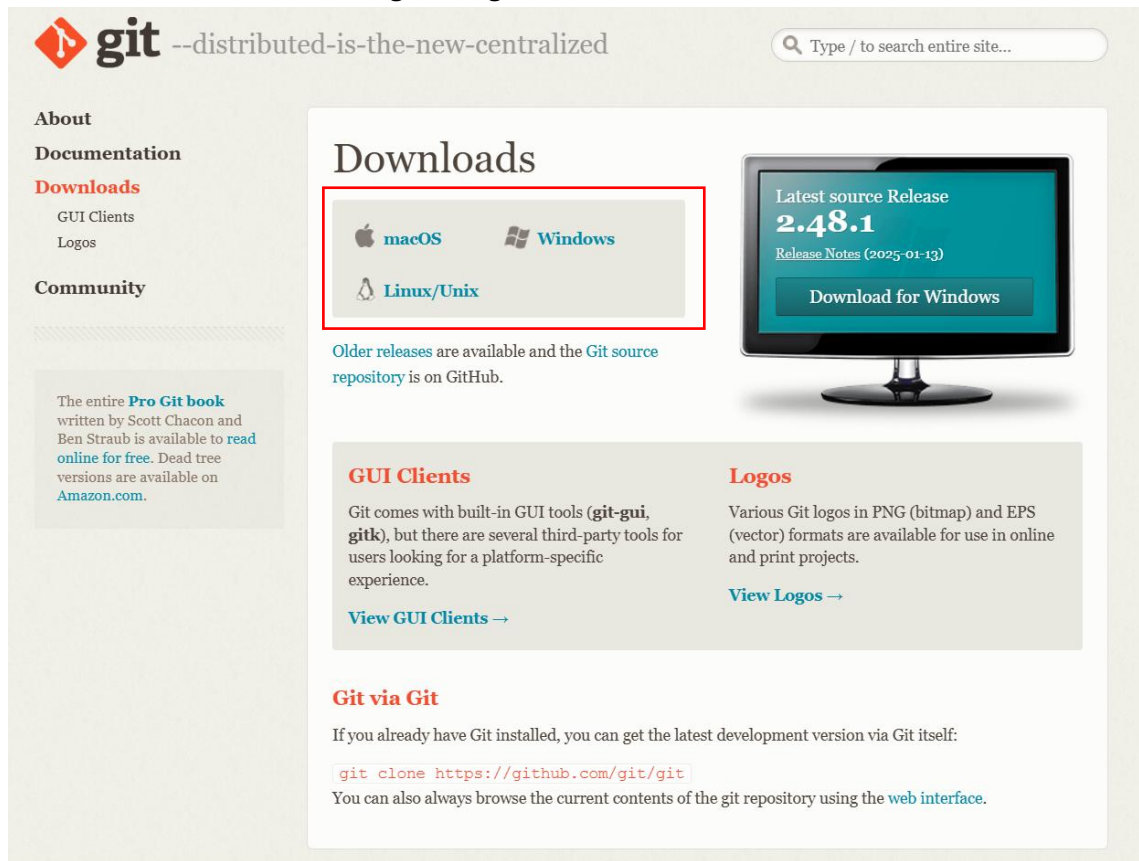 git --distributed-is-the-new-centralized
Type / to search entire site...
About
Documentation
Downloads
GUI Clients
Logos
Community
The entire Pro Git book
written by Scott Chacon and
Ben Straub is available to read
online for free. Dead tree
versions are available on
Amazon.com.
Downloads
macOS
Windows
Linux/Unix
Older releases are available and the Git source
repository is on GitHub.
Latest source Release
2.48.1
Release Notes (2025-01-13)
Download for Windows
GUI Clients
Git comes with built-in GUI tools (git-gui,
gitk), but there are several third-party tools for
users looking for a platform-specific
experience.
View GUI Clients →
Logos
Various Git logos in PNG (bitmap) and EPS
(vector) formats are available for use in online
and print projects.
View Logos →
Git via Git
If you already have Git installed, you can get the latest development version via Git itself:
git clone https://github.com/git/git
You can also always browse the current contents of the git repository using the web interface.